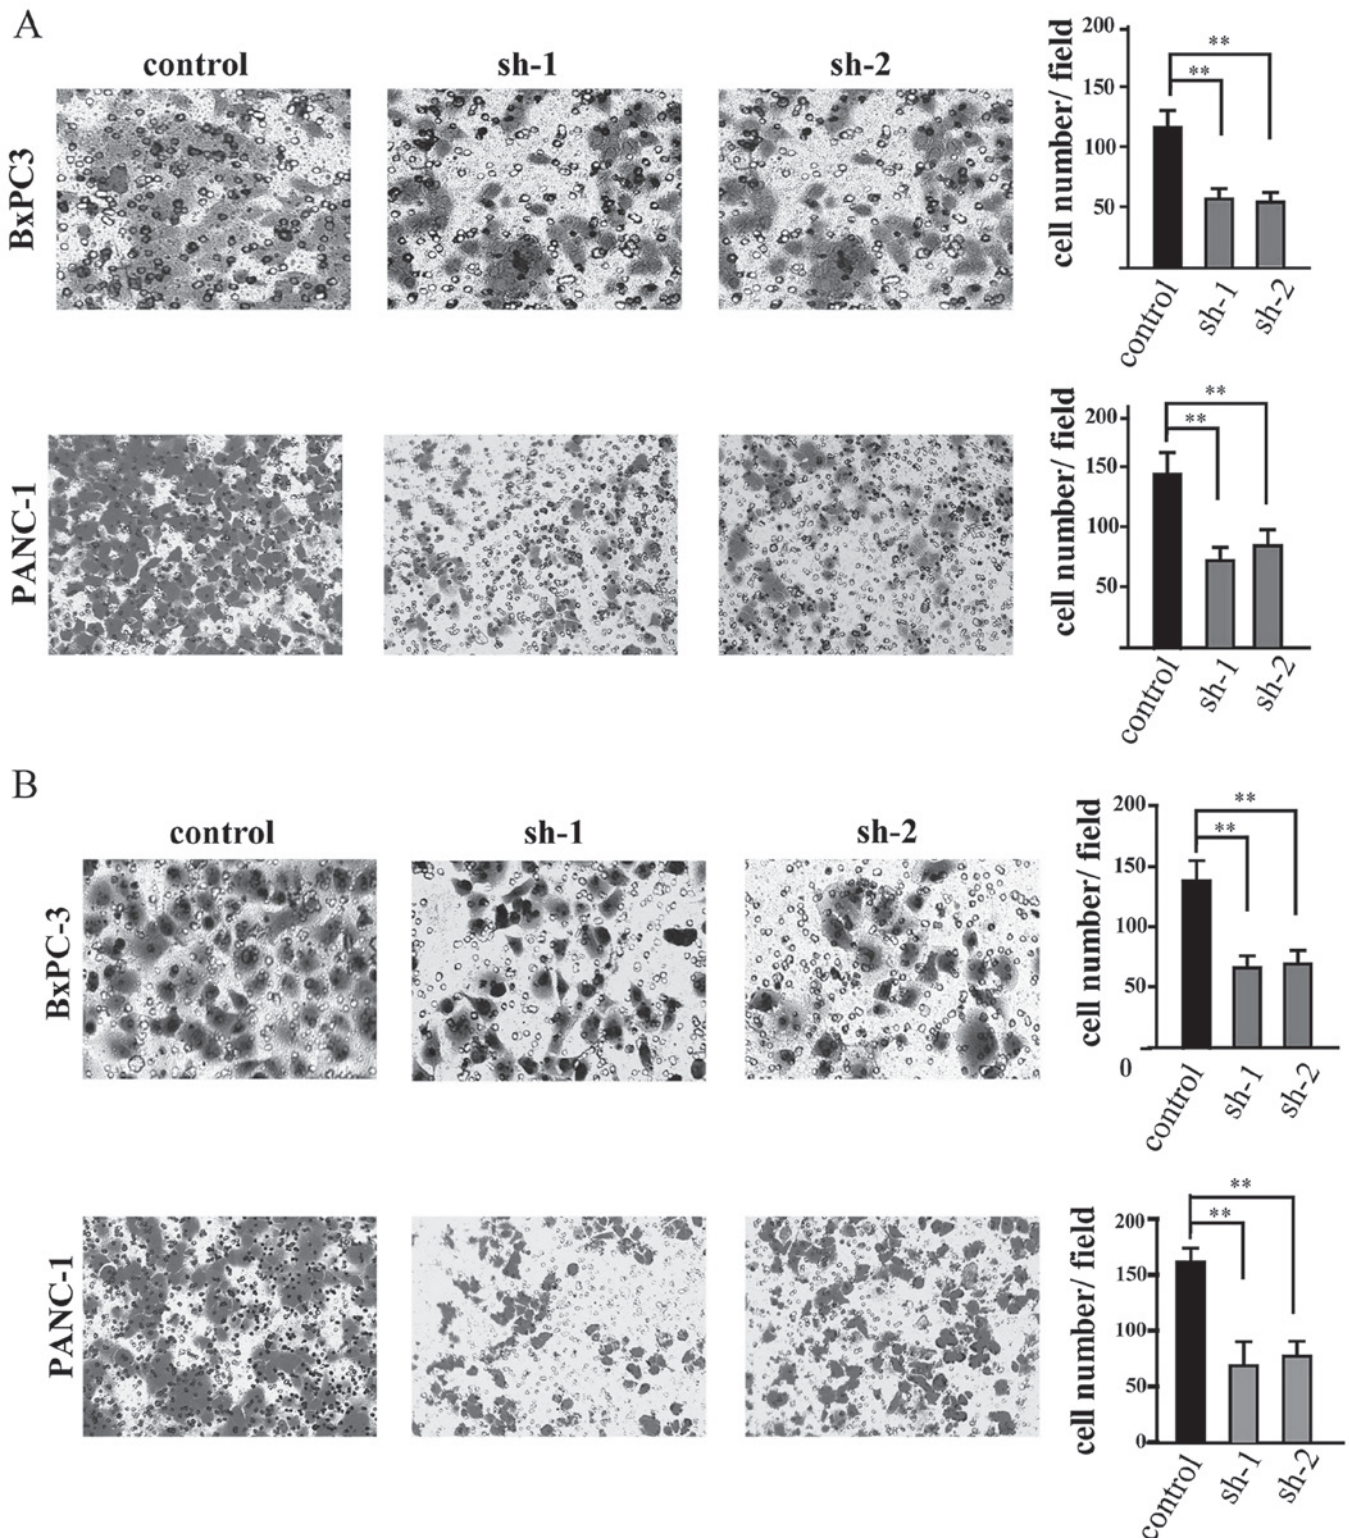 A
control
sh-1
sh-2
BxPC3
cell number/ field
200
150
100
50
**
**
control
sh-1
sh-2
PANC-1
cell number/ field
200
150
100
50
**
**
control
sh-1
sh-2
B
control
sh-1
sh-2
BxPC-3
cell number/ field
200
150
100
50
0
**
**
control
sh-1
sh-2
PANC-1
cell number/ field
200
150
100
50
0
**
**
control
sh-1
sh-2